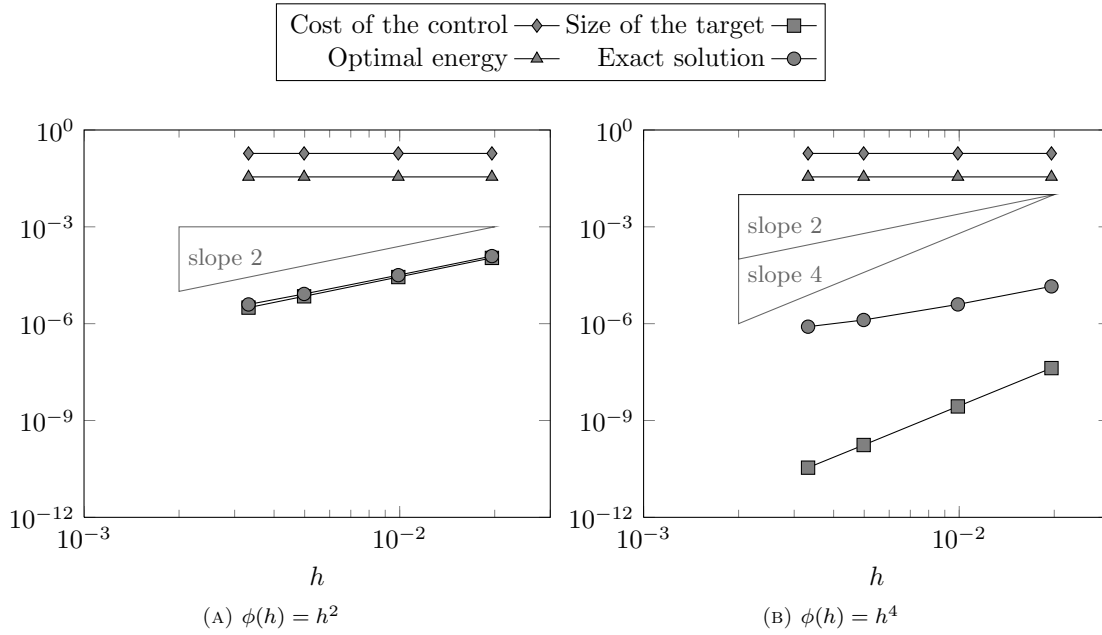 Cost of the control Size of the target
Optimal energy Exact solution
10^0
10^-3
10^-6
10^-9
10^-12
slope 2
10^-3 10^-2
h
(A) ϕ(h) = h^2
10^0
10^-3
10^-6
10^-9
10^-12
slope 2
slope 4
10^-3 10^-2
h
(B) ϕ(h) = h^4